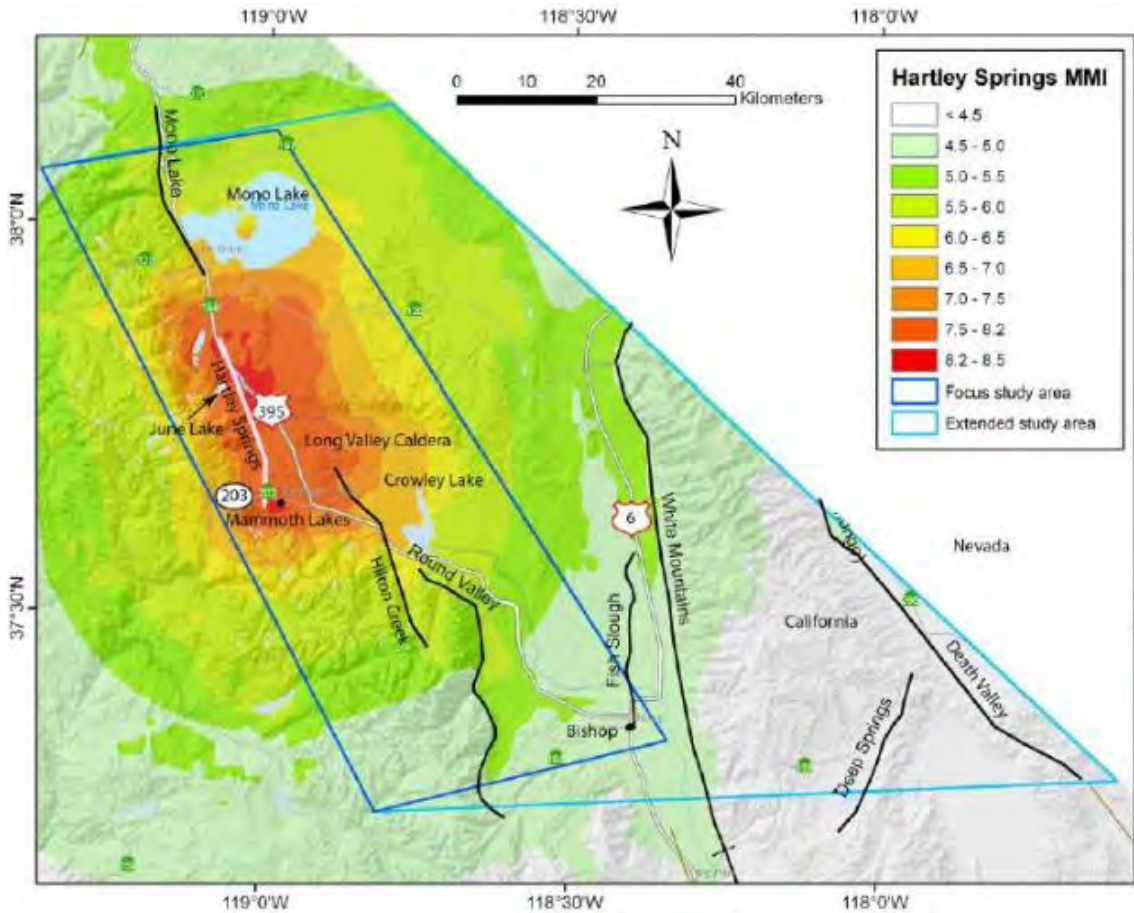 119°0'W
118°30'W
118°0'W
0 10 20 40
Kilometers
N
Hartley Springs MMI
< 4.5
4.5 - 5.0
5.0 - 5.5
5.5 - 6.0
6.0 - 6.5
6.5 - 7.0
7.0 - 7.5
7.5 - 8.2
8.2 - 8.5
Focus study area
Extended study area
38°0'N
37°30'N
Mono Lake
Mono Lake
Mono Lake
120
Hartley Springs
395
June Lake
Long Valley Caldera
Crowley Lake
203
Mammoth Lakes
6
White Mountains
Round Valley
Hilton Creek
Fish Slough
Bishop
Nevada
California
Death Valley
Deep Springs
119°0'W
118°30'W
118°0'W